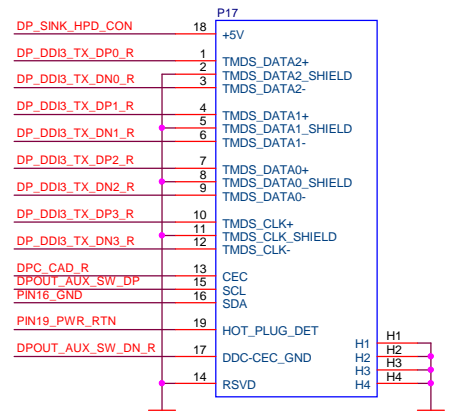 P17
DP_SINK_HPD_CON 18 +5V
DP_DDI3_TX_DP0_R 1 TMDS_DATA2+
2 TMDS_DATA2_SHIELD
DP_DDI3_TX_DN0_R 3 TMDS_DATA2-
DP_DDI3_TX_DP1_R 4 TMDS_DATA1+
5 TMDS_DATA1_SHIELD
DP_DDI3_TX_DN1_R 6 TMDS_DATA1-
DP_DDI3_TX_DP2_R 7 TMDS_DATA0+
8 TMDS_DATA0_SHIELD
DP_DDI3_TX_DN2_R 9 TMDS_DATA0-
DP_DDI3_TX_DP3_R 10 TMDS_CLK+
11 TMDS_CLK_SHIELD
DP_DDI3_TX_DN3_R 12 TMDS_CLK-
DPC_CAD_R 13 CEC
DPOUT_AUX_SW_DP 15 SCL
PIN16_GND 16 SDA
PIN19_PWR_RTN 19 HOT_PLUG_DET
H1 H1
DPOUT_AUX_SW_DN_R 17 DDC-CEC_GND H2 H2
H3 H3
14 RSVD H4 H4